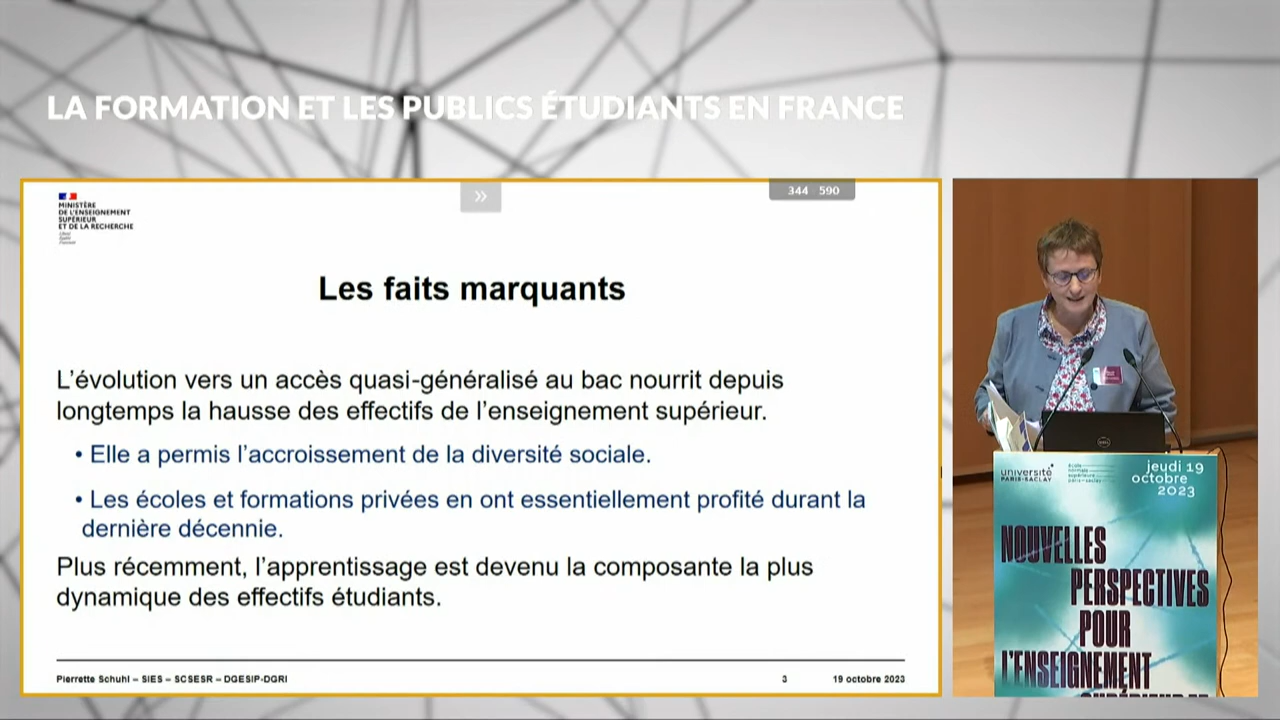 LA FORMATION ET LES PUBLICS ÉTUDIANTS EN FRANCE
»
344 590
MINISTÈRE
DE L'ENSEIGNEMENT
SUPÉRIEUR
ET DE LA RECHERCHE
Liberté
Égalité
Fraternité
Les faits marquants
L'évolution vers un accès quasi-généralisé au bac nourrit depuis
longtemps la hausse des effectifs de l'enseignement supérieur.
• Elle a permis l'accroissement de la diversité sociale.
• Les écoles et formations privées en ont essentiellement profité durant la
dernière décennie.
Plus récemment, l'apprentissage est devenu la composante la plus
dynamique des effectifs étudiants.
Pierrette Schuhl – SIES – SCSESR – DGESIP-DGRI
3
19 octobre 2023
DELL
université
PARIS-SACLAY
école
normale
supérieure
paris-saclay
jeudi 19
octobre
2023
NOUVELLES
PERSPECTIVES
POUR
L'ENSEIGNEMENT